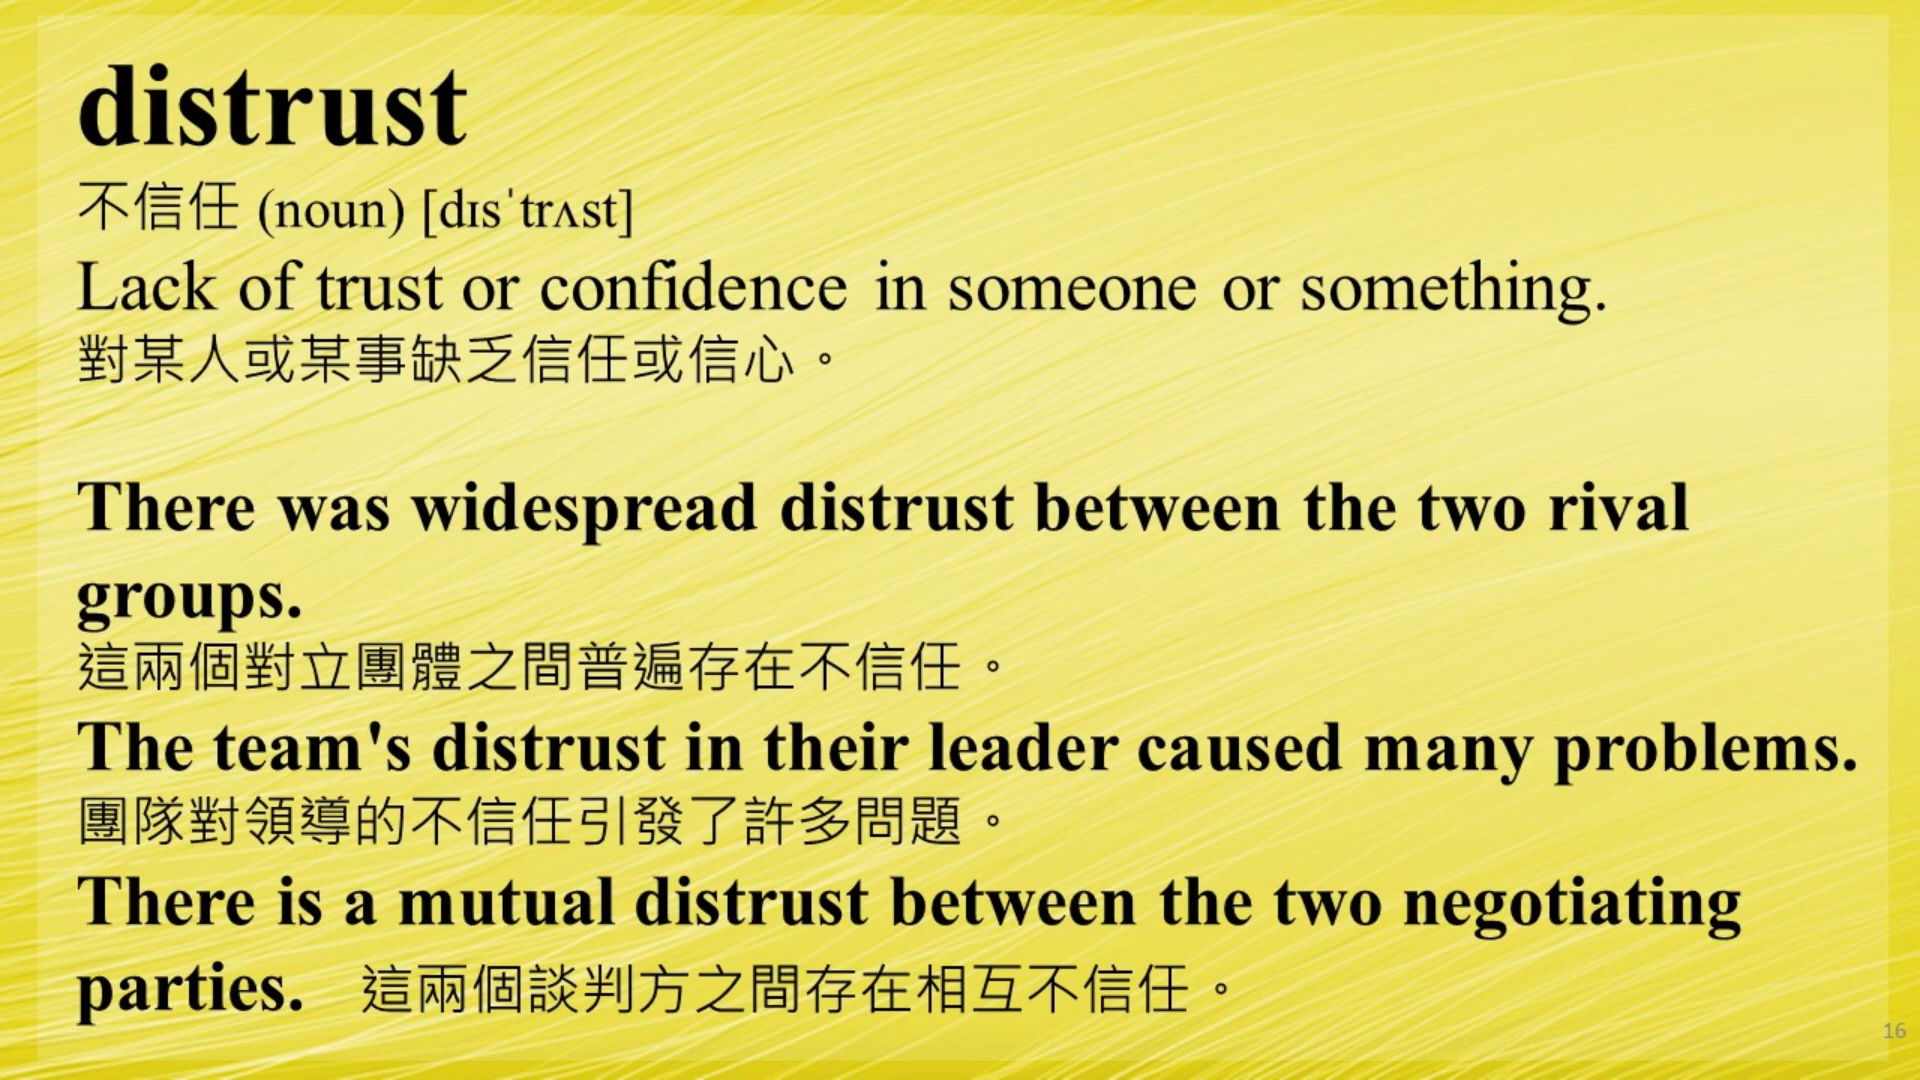 distrust
不信任 (noun) [dɪsˈtrʌst]
Lack of trust or confidence in someone or something.
對某人或某事缺乏信任或信心。
There was widespread distrust between the two rival
groups.
這兩個對立團體之間普遍存在不信任。
The team's distrust in their leader caused many problems.
團隊對領導的不信任引發了許多問題。
There is a mutual distrust between the two negotiating
parties. 這兩個談判方之間存在相互不信任。
16